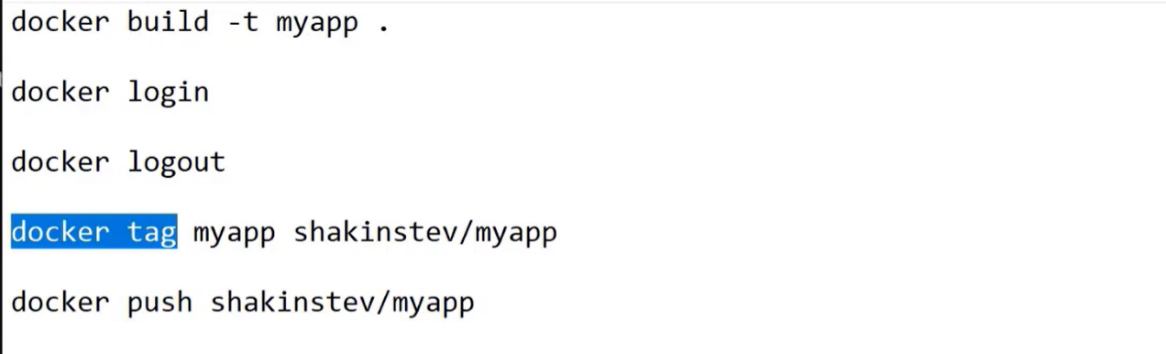 docker build -t myapp .
docker login
docker logout
docker tag myapp shakinstev/myapp
docker push shakinstev/myapp